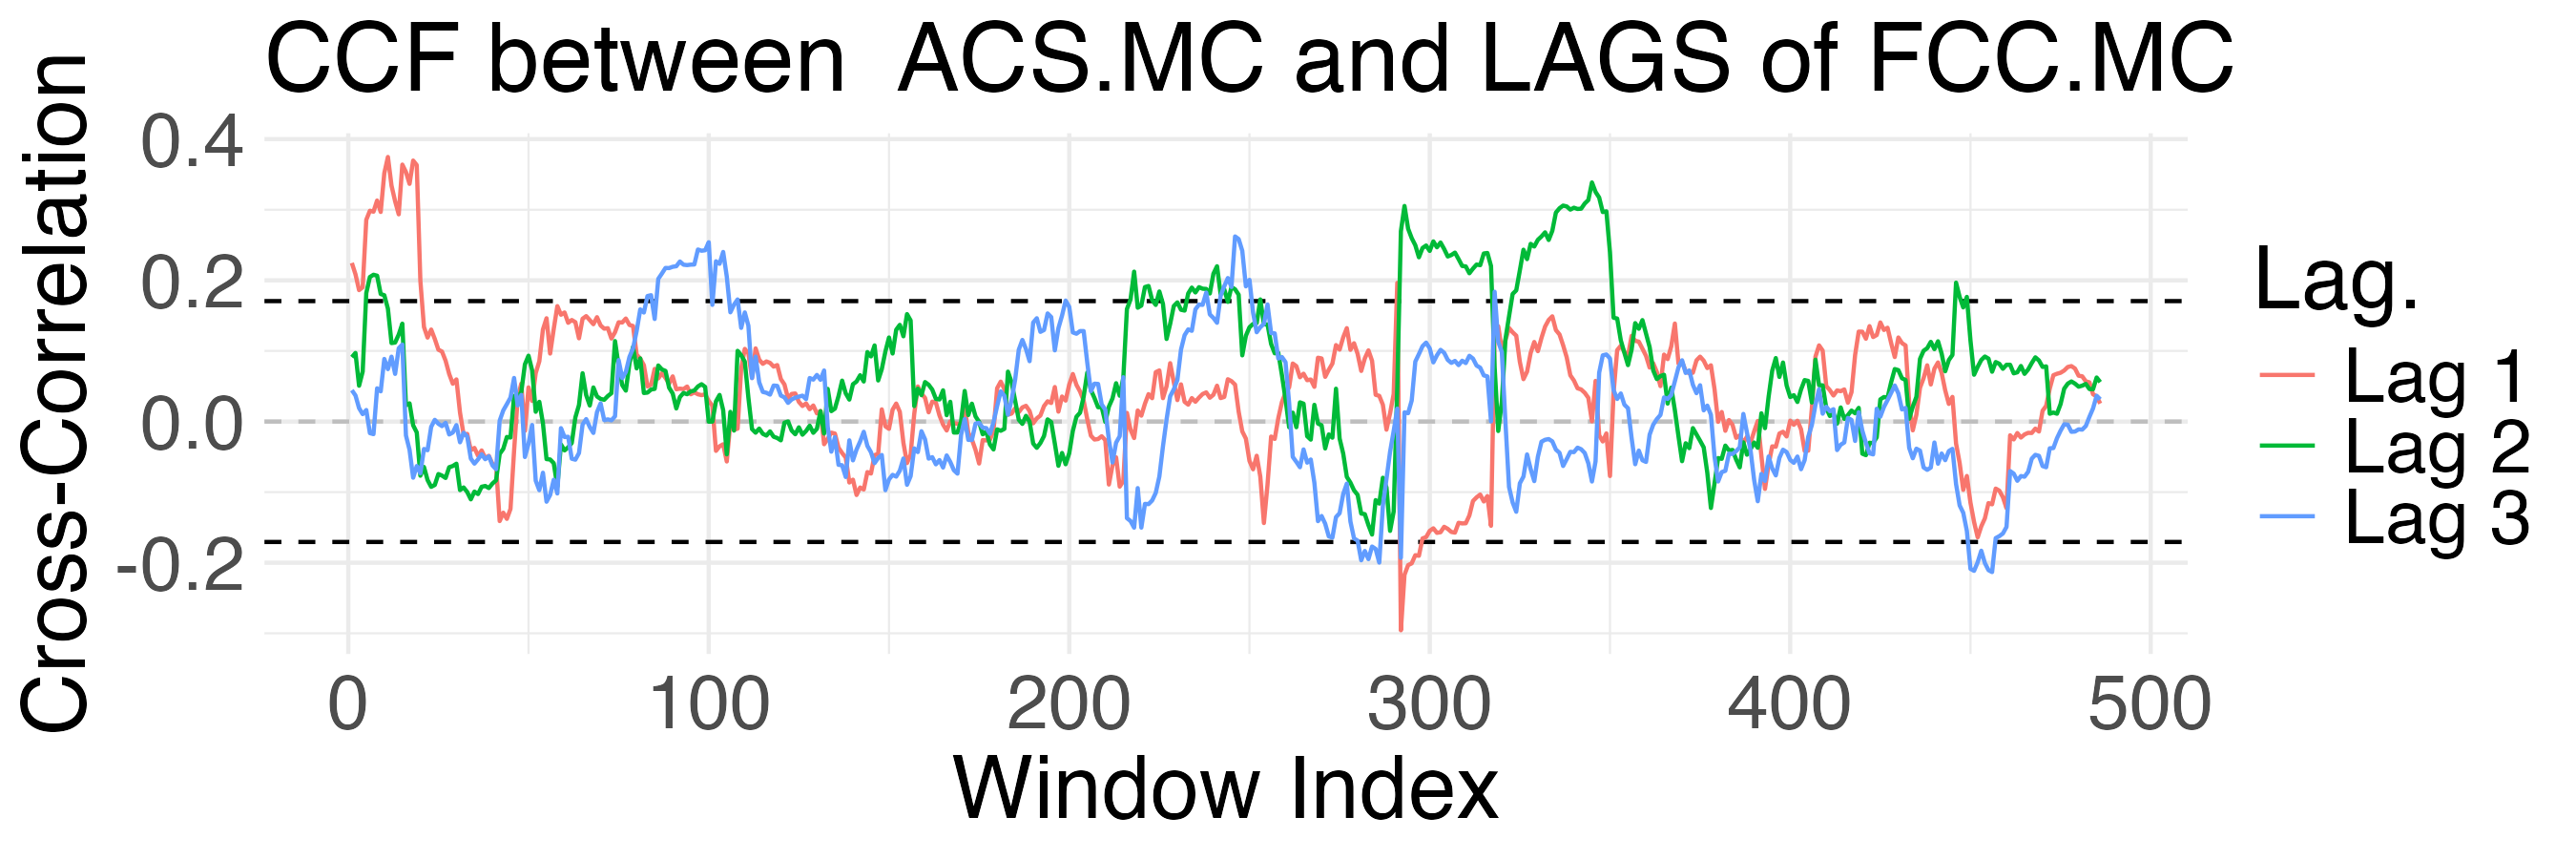 CCF between  ACS.MC and LAGS of FCC.MC
Cross-Correlation
0.4
0.2
0.0
-0.2
0 100 200 300 400 500
Window Index
Lag.
Lag 1
Lag 2
Lag 3